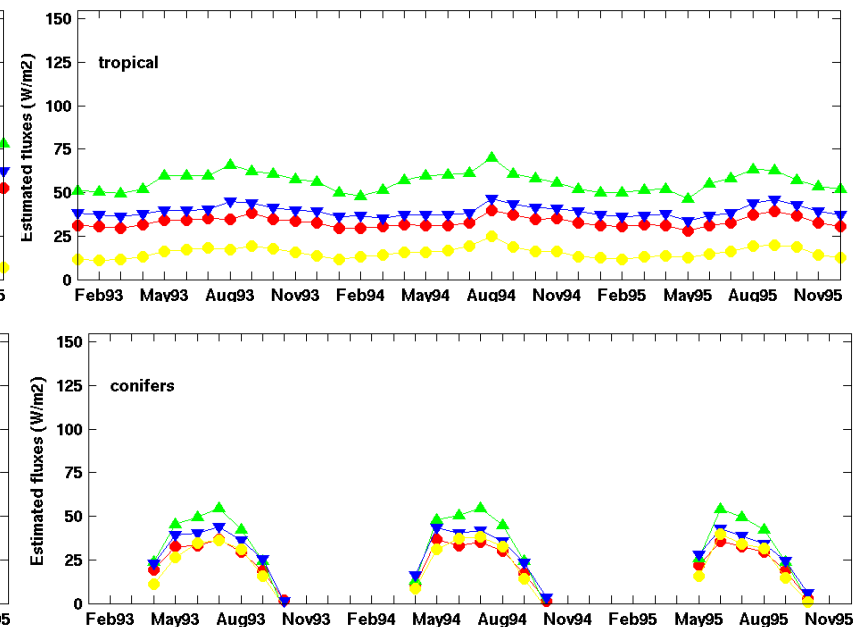 150
125
100
75
50
25
0
Estimated fluxes (W/m2)
tropical
Feb93 May93 Aug93 Nov93 Feb94 May94 Aug94 Nov94 Feb95 May95 Aug95 Nov95
150
125
100
75
50
25
0
Estimated fluxes (W/m2)
conifers
Feb93 May93 Aug93 Nov93 Feb94 May94 Aug94 Nov94 Feb95 May95 Aug95 Nov95